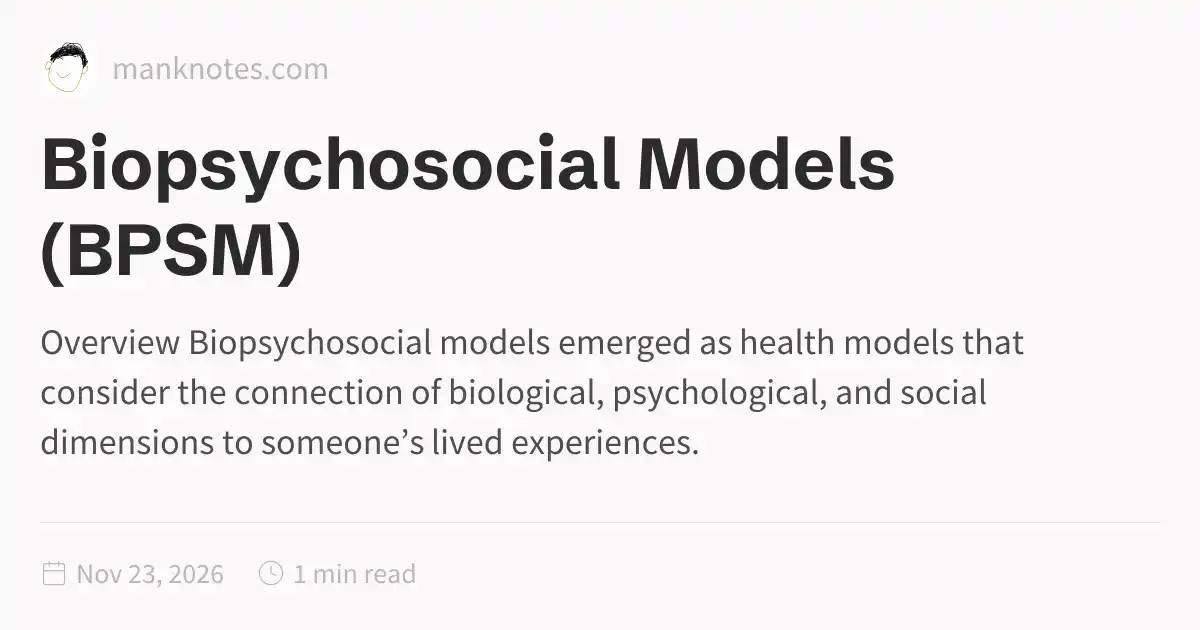 manknotes.com
Biopsychosocial Models
(BPSM)
Overview Biopsychosocial models emerged as health models that
consider the connection of biological, psychological, and social
dimensions to someone’s lived experiences.
Nov 23, 2026 1 min read